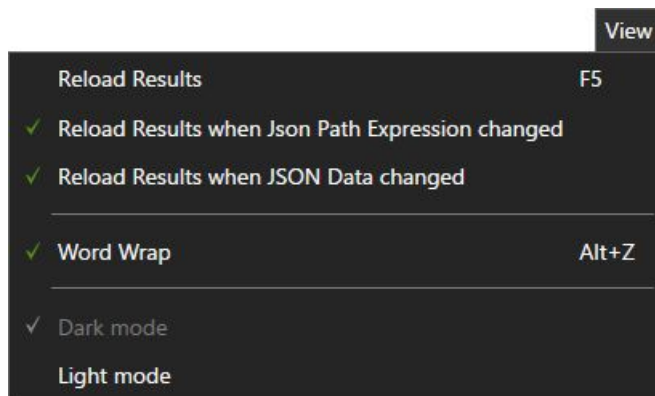 View
Reload Results F5
Reload Results when Json Path Expression changed
Reload Results when JSON Data changed
Word Wrap Alt+Z
Dark mode
Light mode